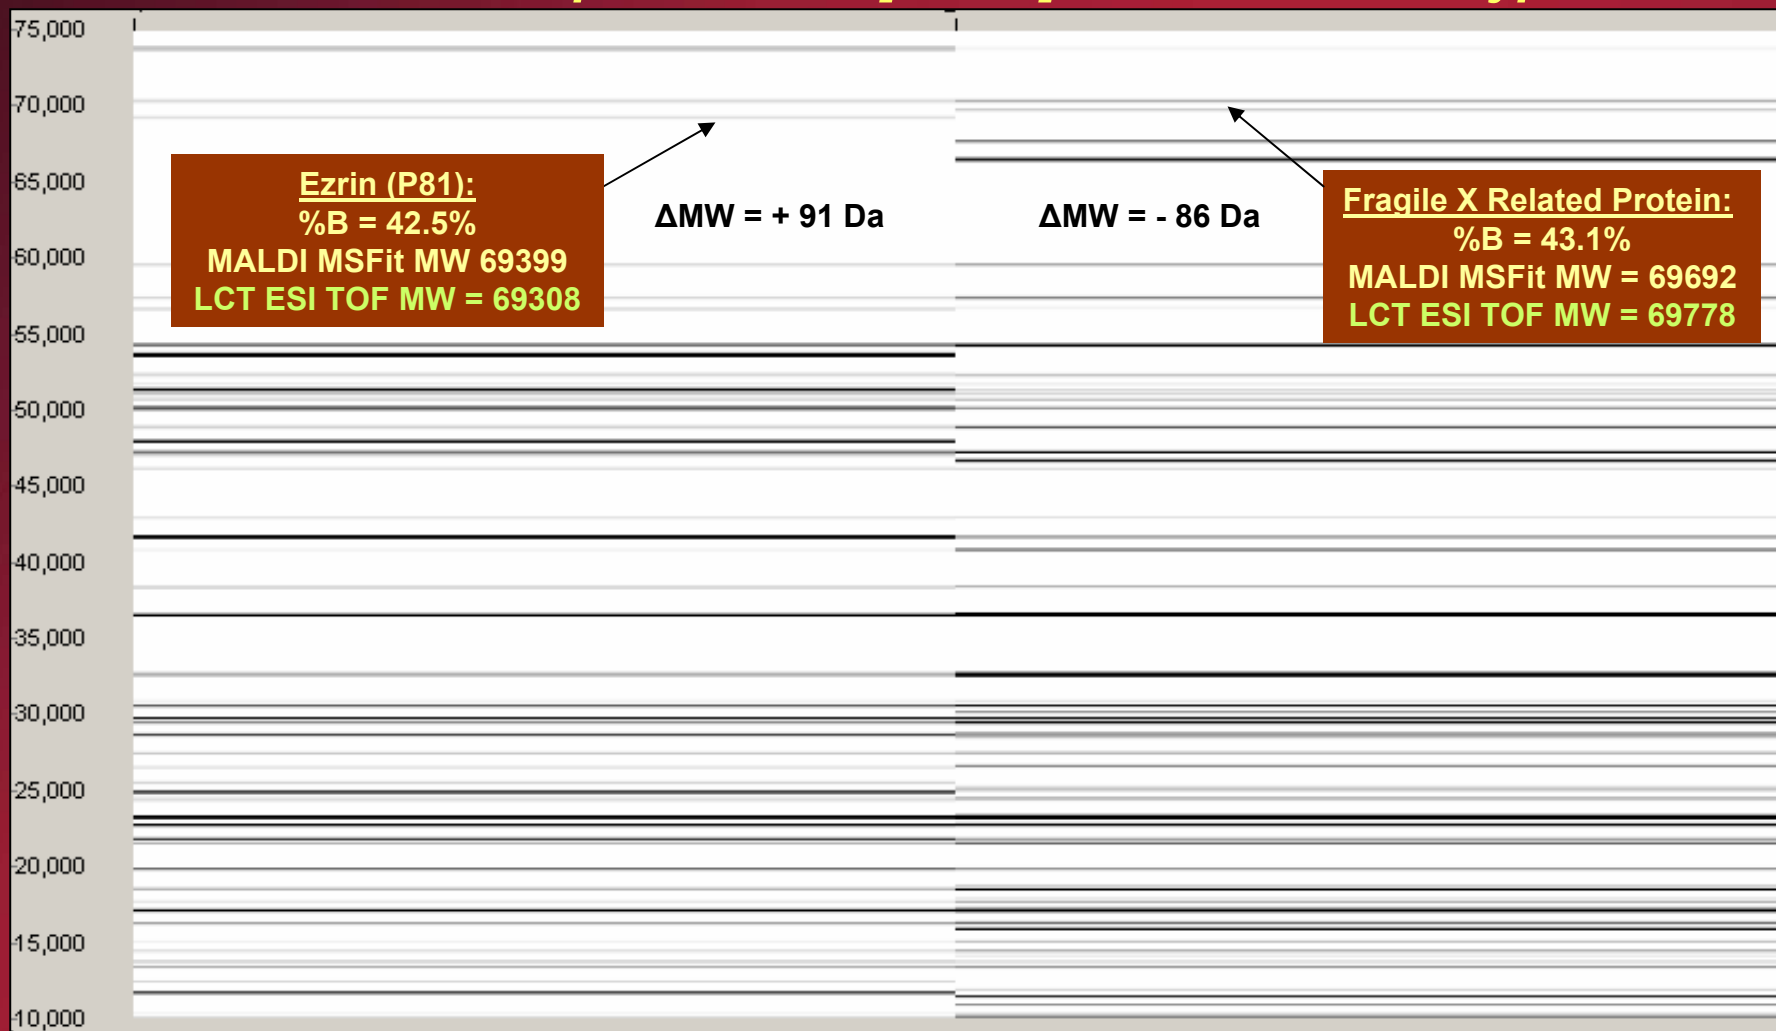 75,000
70,000
65,000
60,000
55,000
50,000
45,000
40,000
35,000
30,000
25,000
20,000
15,000
10,000
Ezrin (P81):
%B = 42.5%
MALDI MSFit MW 69399
LCT ESI TOF MW = 69308
ΔMW = + 91 Da
ΔMW = - 86 Da
Fragile X Related Protein:
%B = 43.1%
MALDI MSFit MW = 69692
LCT ESI TOF MW = 69778